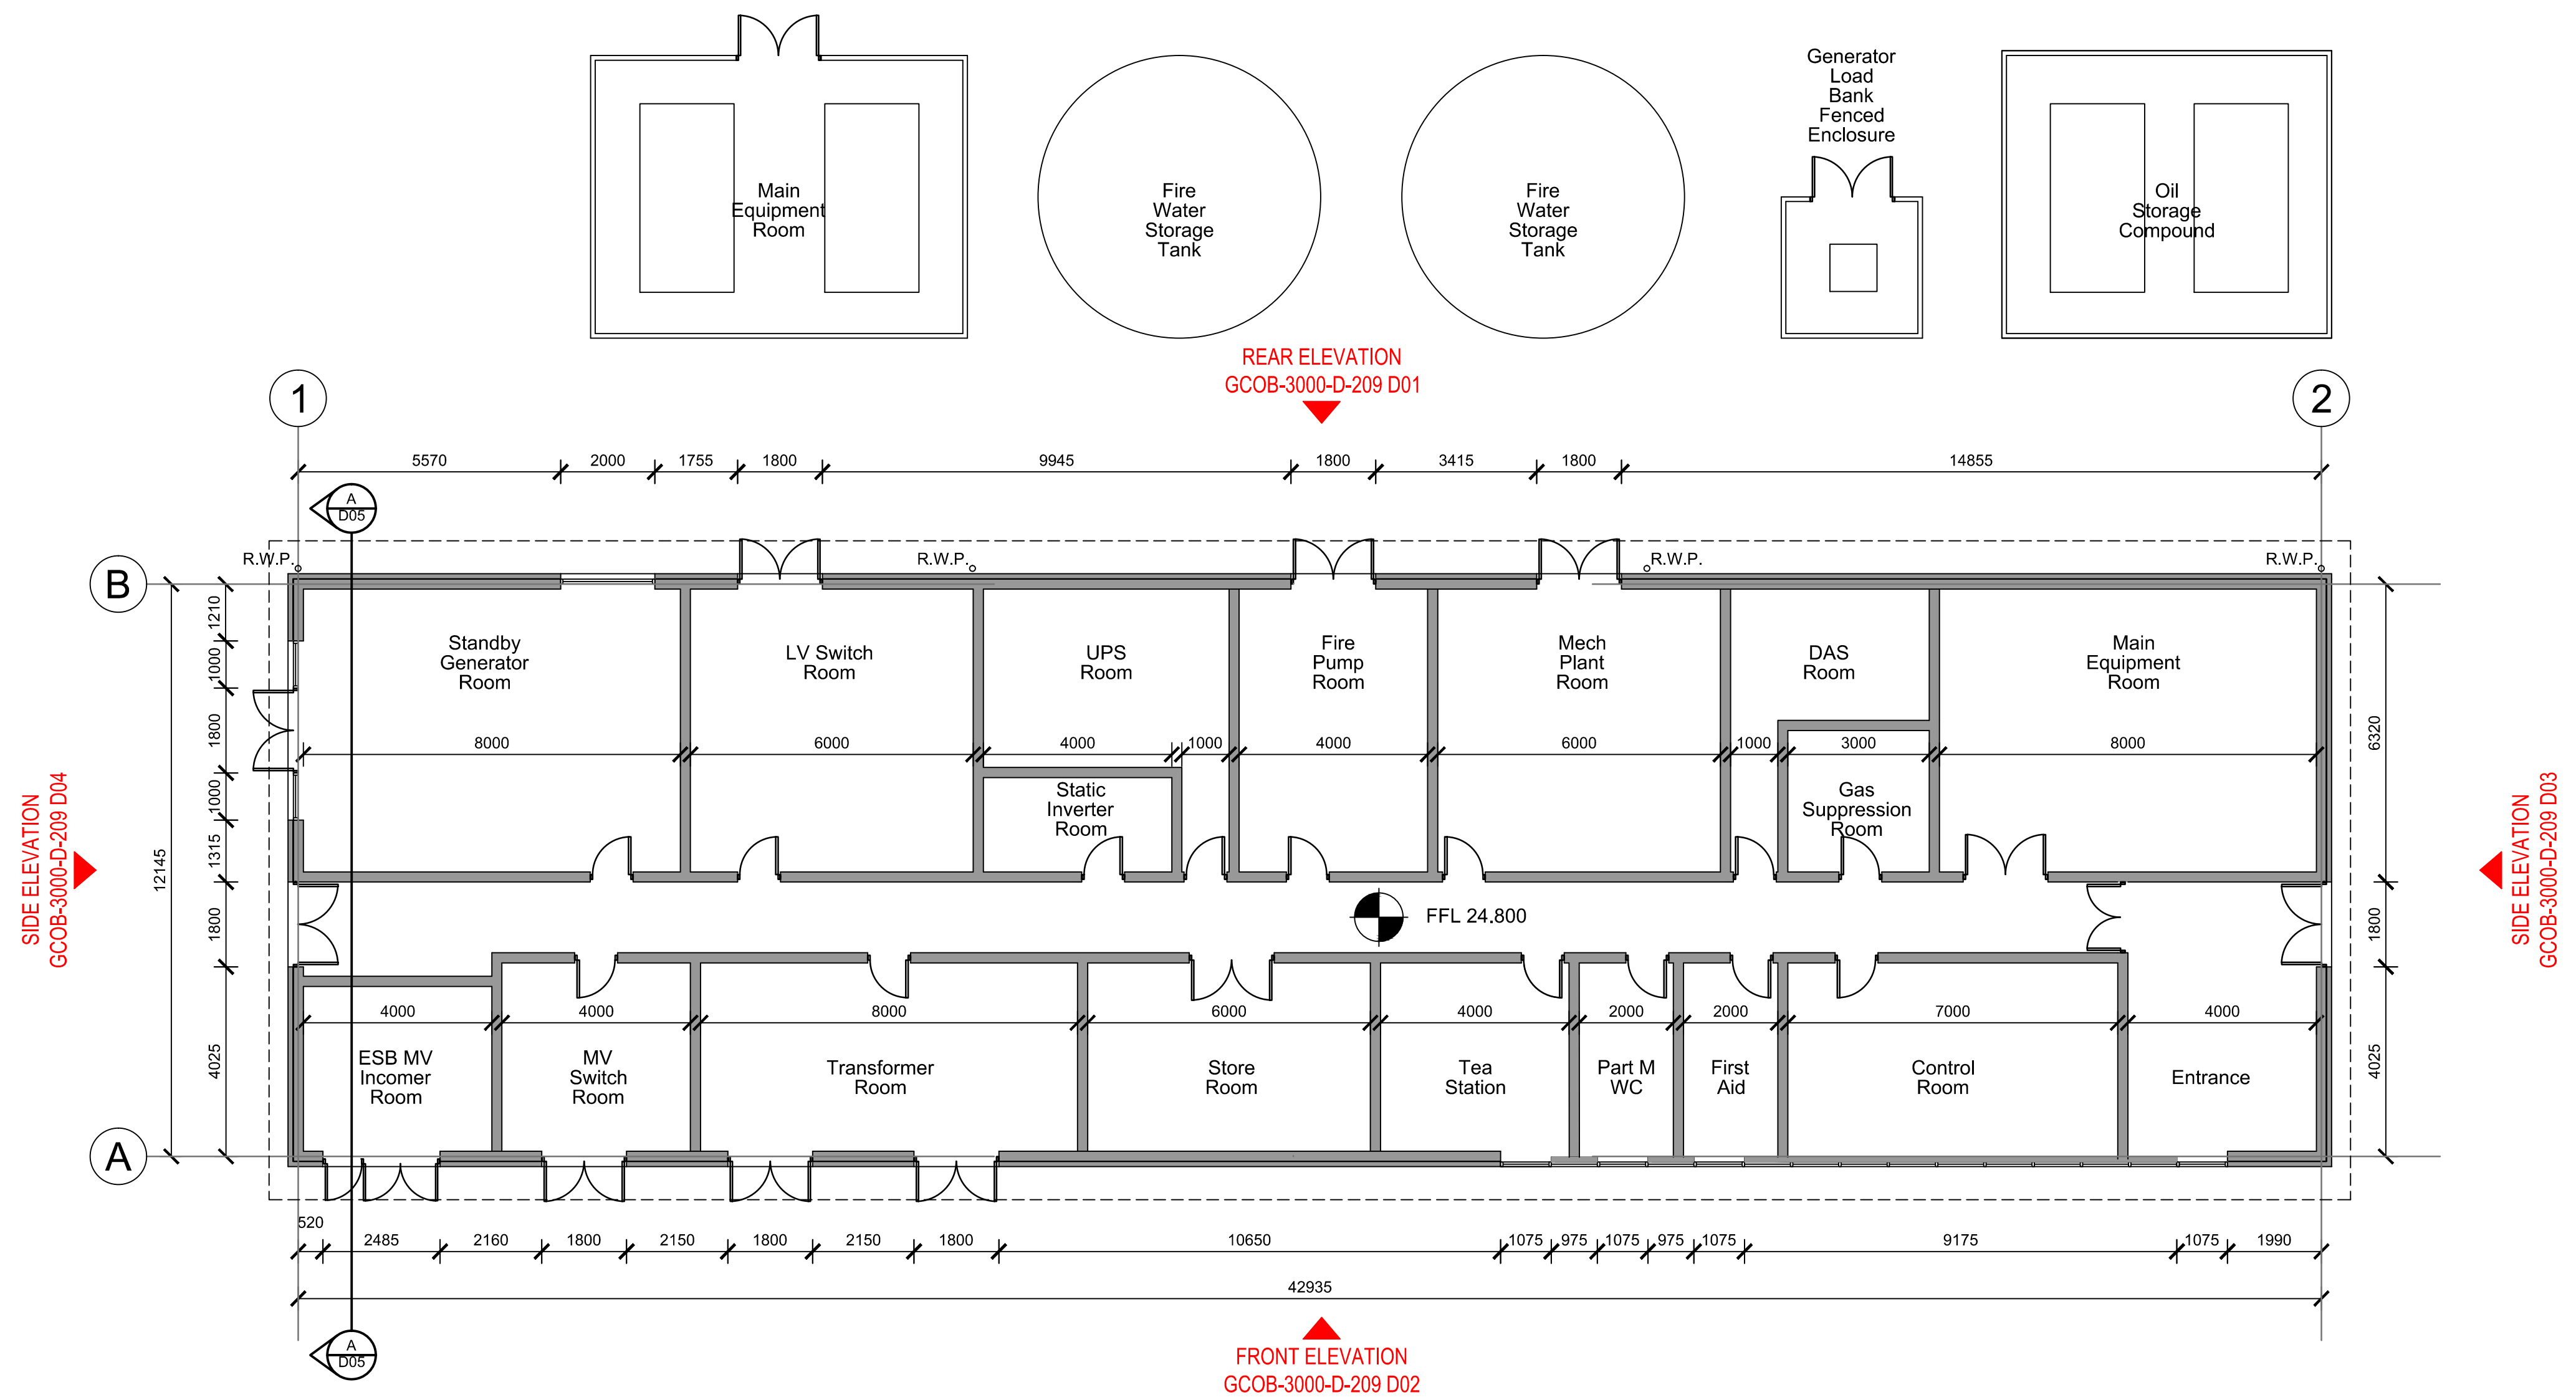 Generator
Load
Bank
Fenced
Enclosure
Main
Equipment
Room
Fire
Water
Storage
Tank
Fire
Water
Storage
Tank
Oil
Storage
Compound
REAR ELEVATION
GCOB-3000-D-209 D01
1
2
5570 2000 1755 1800 9945 1800 3415 1800 14855
A
D05
R.W.P. R.W.P. R.W.P. R.W.P.
B
1210
1000
1800
1000
1315
1800
4025
12145
SIDE ELEVATION
GCOB-3000-D-209 D04
Standby
Generator
Room
LV Switch
Room
UPS
Room
Fire
Pump
Room
Mech
Plant
Room
DAS
Room
Main
Equipment
Room
8000 6000 4000 1000 4000 6000 1000 3000 8000
Static
Inverter
Room
Gas
Suppression
Room
6320
1800
4025
SIDE ELEVATION
GCOB-3000-D-209 D03
FFL 24.800
4000 4000 8000 6000 4000 2000 2000 7000 4000
ESB MV
Incomer
Room
MV
Switch
Room
Transformer
Room
Store
Room
Tea
Station
Part M
WC
First
Aid
Control
Room
Entrance
A
520
2485 2160 1800 2150 1800 2150 1800 10650 1075 975 1075 975 1075 9175 1075 1990
42935
A
D05
FRONT ELEVATION
GCOB-3000-D-209 D02